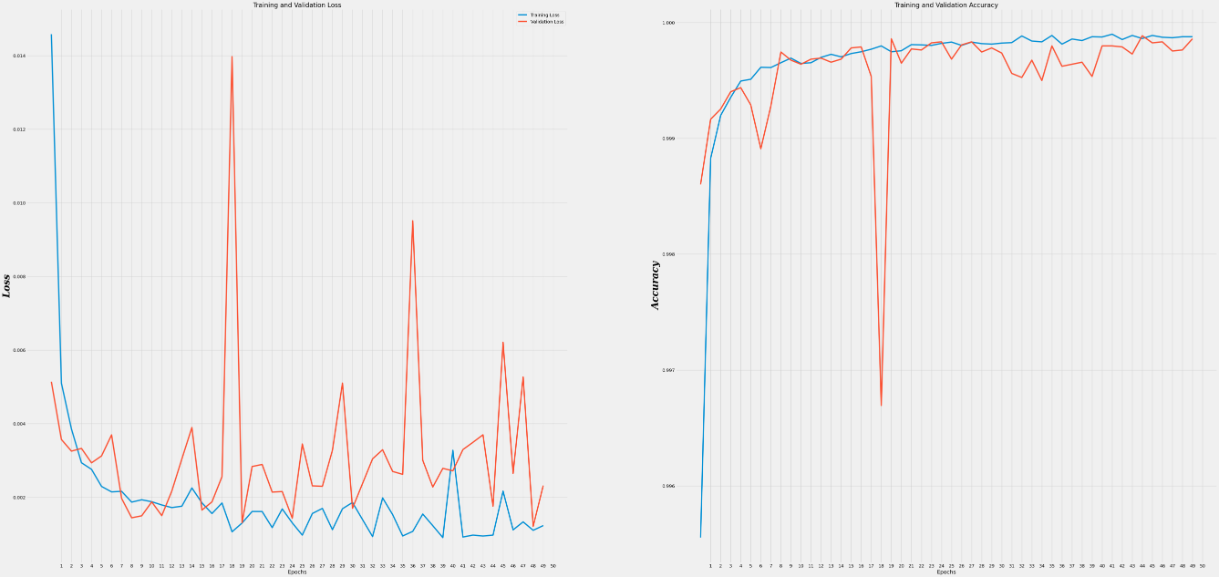 Training and Validation Loss
Training Loss
Validation Loss
0.014
0.012
0.010
0.008
0.006
0.004
0.002
Loss
1 2 3 4 5 6 7 8 9 10 11 12 13 14 15 16 17 18 19 20 21 22 23 24 25 26 27 28 29 30 31 32 33 34 35 36 37 38 39 40 41 42 43 44 45 46 47 48 49 50
Epochs
Training and Validation Accuracy
1.000
0.999
0.998
0.997
0.996
Accuracy
1 2 3 4 5 6 7 8 9 10 11 12 13 14 15 16 17 18 19 20 21 22 23 24 25 26 27 28 29 30 31 32 33 34 35 36 37 38 39 40 41 42 43 44 45 46 47 48 49 50
Epochs